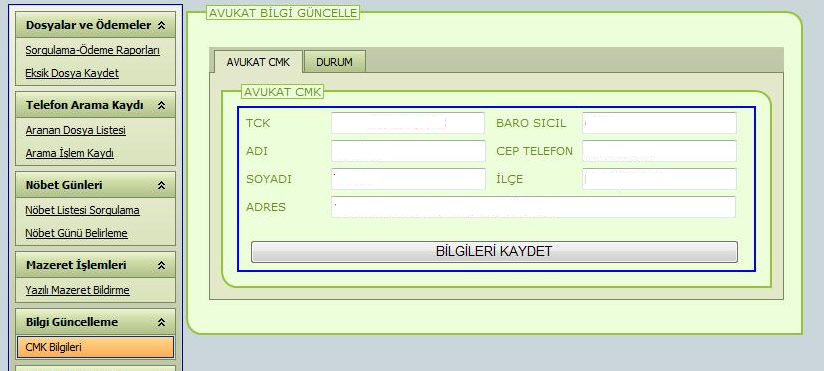 Dosyalar ve Ödemeler
Sorgulama-Ödeme Raporları
Eksik Dosya Kaydet
Telefon Arama Kaydı
Aranan Dosya Listesi
Arama İşlem Kaydı
Nöbet Günleri
Nöbet Listesi Sorgulama
Nöbet Günü Belirleme
Mazeret İşlemleri
Yazılı Mazeret Bildirme
Bilgi Güncelleme
CMK Bilgileri
AVUKAT BİLGİ GÜNCELLE
AVUKAT CMK DURUM
AVUKAT CMK
TCK BARO SICIL
ADI CEP TELEFON
SOYADI İLÇE
ADRES
BİLGİLERİ KAYDET